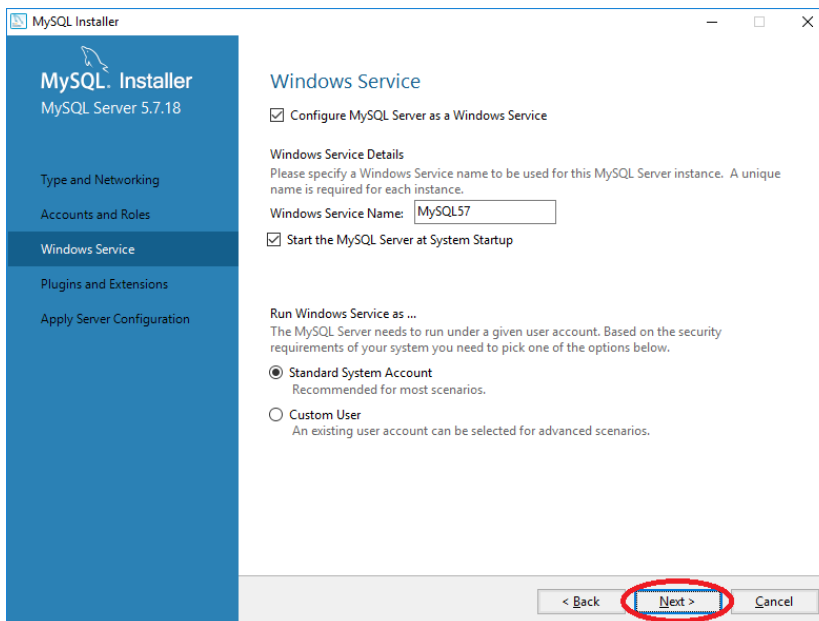 MySQL Installer
MySQL. Installer
MySQL Server 5.7.18
Type and Networking
Accounts and Roles
Windows Service
Plugins and Extensions
Apply Server Configuration
Windows Service
Configure MySQL Server as a Windows Service
Windows Service Details
Please specify a Windows Service name to be used for this MySQL Server instance. A unique
name is required for each instance.
Windows Service Name: MySQL57
Start the MySQL Server at System Startup
Run Windows Service as ...
The MySQL Server needs to run under a given user account. Based on the security
requirements of your system you need to pick one of the options below.
Standard System Account
Recommended for most scenarios.
Custom User
An existing user account can be selected for advanced scenarios.
< Back Next > Cancel